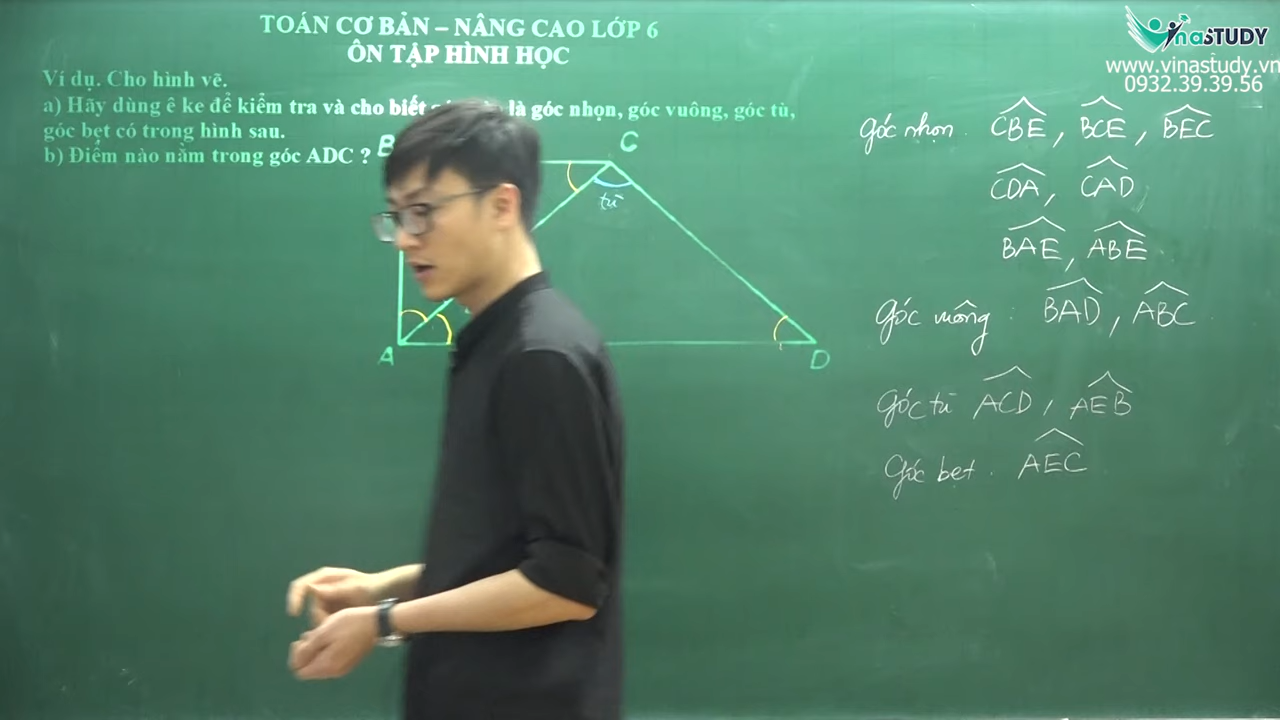 TOÁN CƠ BẢN – NÂNG CAO LỚP 6
ÔN TẬP HÌNH HỌC
Ví dụ. Cho hình vẽ.
a) Hãy dùng ê ke để kiểm tra và cho biết là góc nhọn, góc vuông, góc tù,
góc bẹt có trong hình sau.
b) Điểm nào nằm trong góc ADC ?
B C
tù
A D
Góc nhọn. CBE, BCE, BEC
CDA, CAD
BAE, ABE
Góc vuông: BAD, ABC
Góc tù ACD, AEB
Góc bẹt. AEC
VinaSTUDY
www.vinastudy.vn
0932.39.39.56